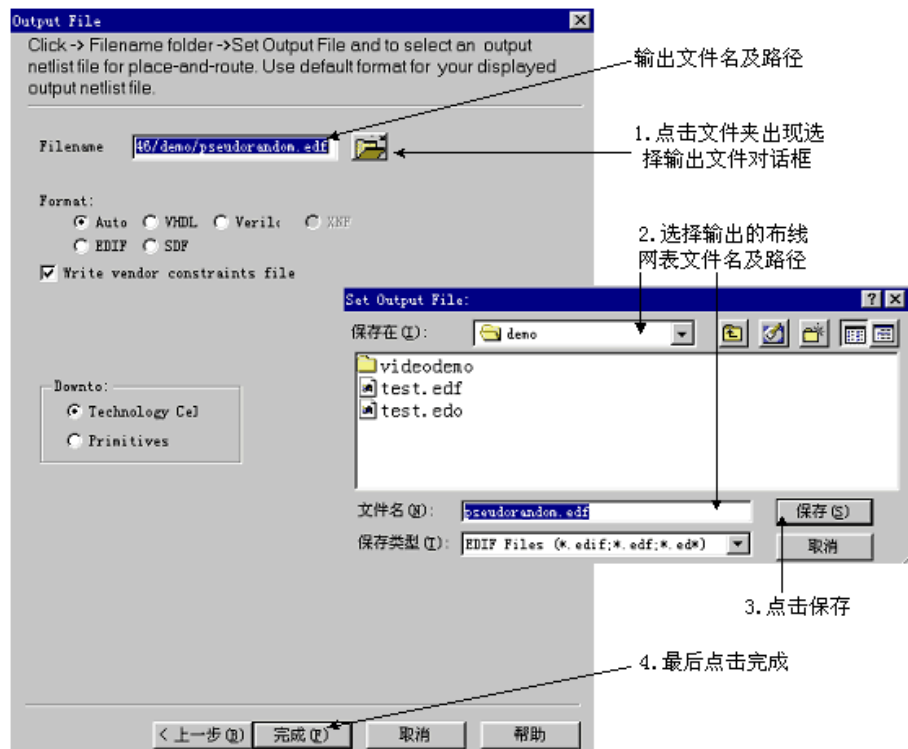 Output File
Click -> Filename folder ->Set Output File and to select an output
netlist file for place-and-route. Use default format for your displayed
output netlist file.
输出文件名及路径
Filename
46/demo/pseudorandom.edf
1.点击文件夹出现选
择输出文件对话框
Format:
Auto
VHDL
Veril
XNF
EDIF
SDF
Write vendor constraints file
2.选择输出的布线
网表文件名及路径
Set Output File:
保存在(I):
demo
videodemo
test.edf
test.edo
Downto:
Technology Cel
Primitives
文件名(N):
pseudorandom.edf
保存(S)
保存类型(T):
EDIF Files (*.edif;*.edf;*.ed*)
取消
3.点击保存
4.最后点击完成
< 上一步(B)
完成(F)
取消
帮助